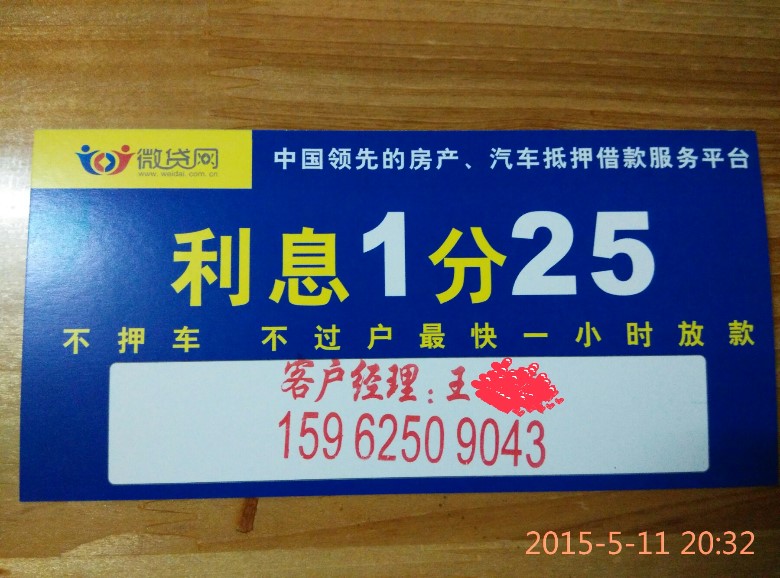 微贷网
www.weidai.com.cn
中国领先的房产、汽车抵押借款服务平台
利息1分25
不押车 不过户最快一小时放款
客户经理：王
159 6250 9043
2015-5-11 20:32